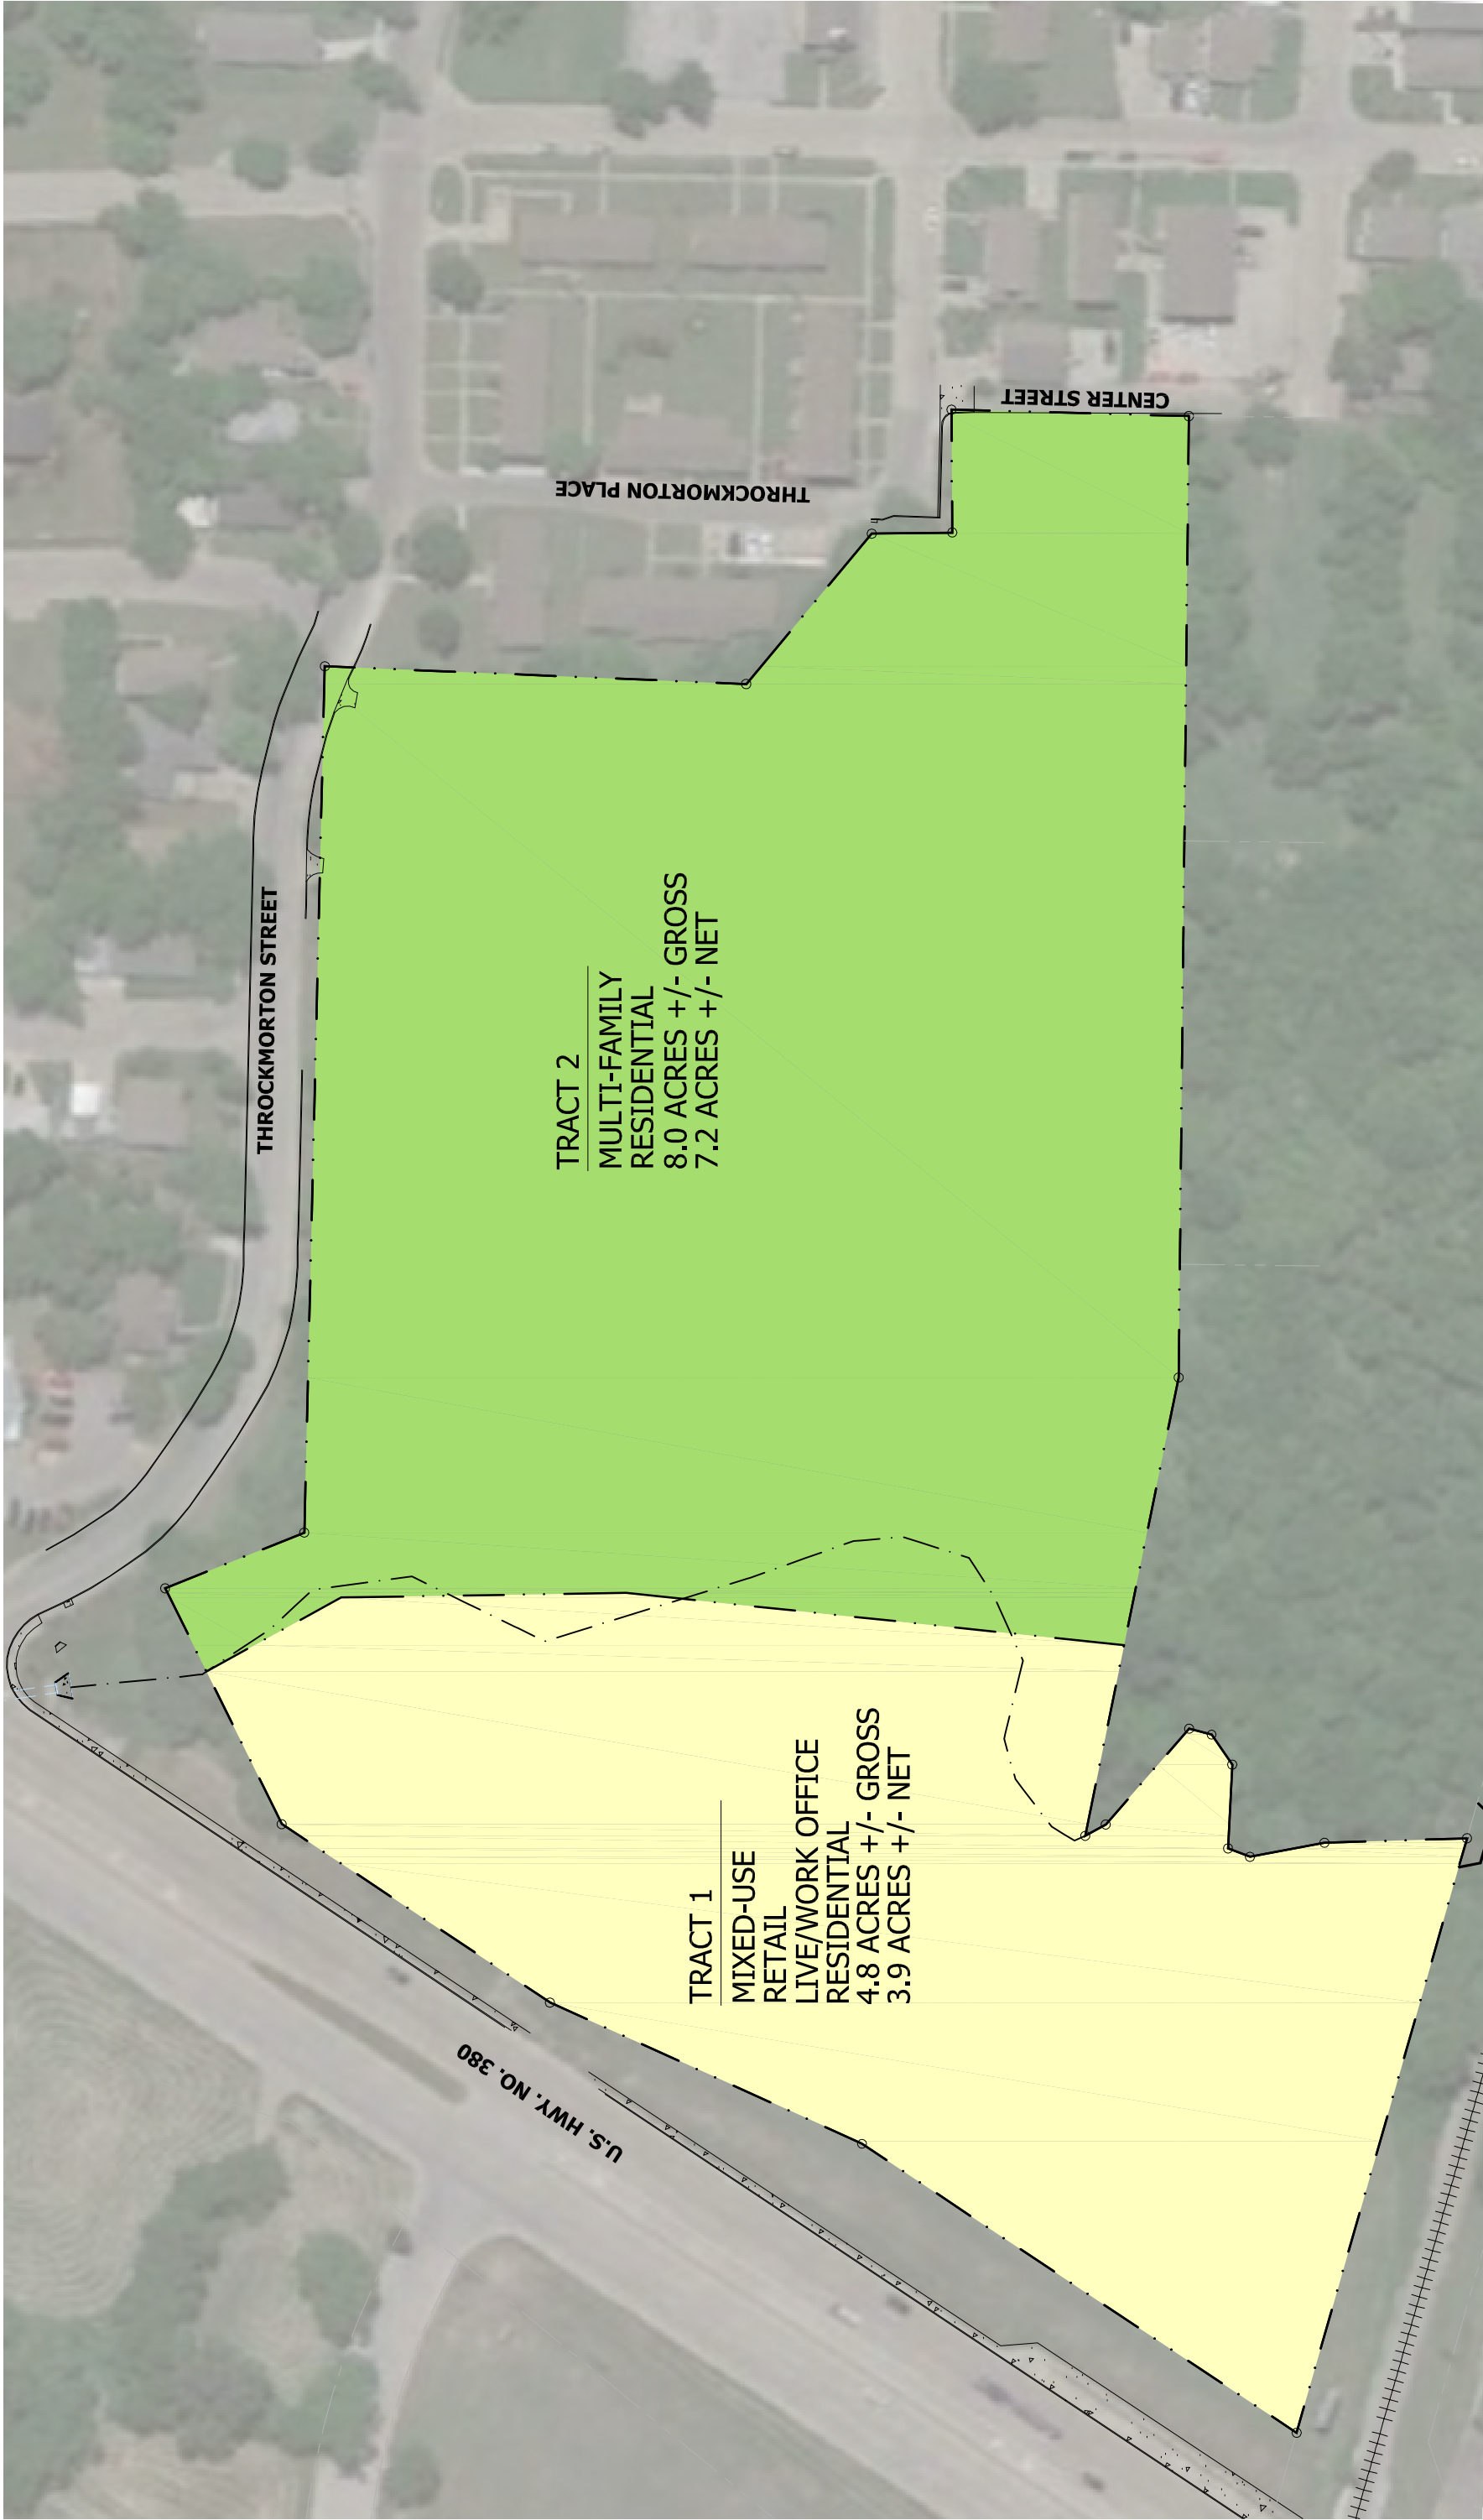 CENTER STREET
THROCKMORTON PLACE
THROCKMORTON STREET
TRACT 2
MULTI-FAMILY
RESIDENTIAL
8.0 ACRES +/- GROSS
7.2 ACRES +/- NET
TRACT 1
MIXED-USE
RETAIL
LIVE/WORK OFFICE
RESIDENTIAL
4.8 ACRES +/- GROSS
3.9 ACRES +/- NET
U.S. HWY. NO. 380